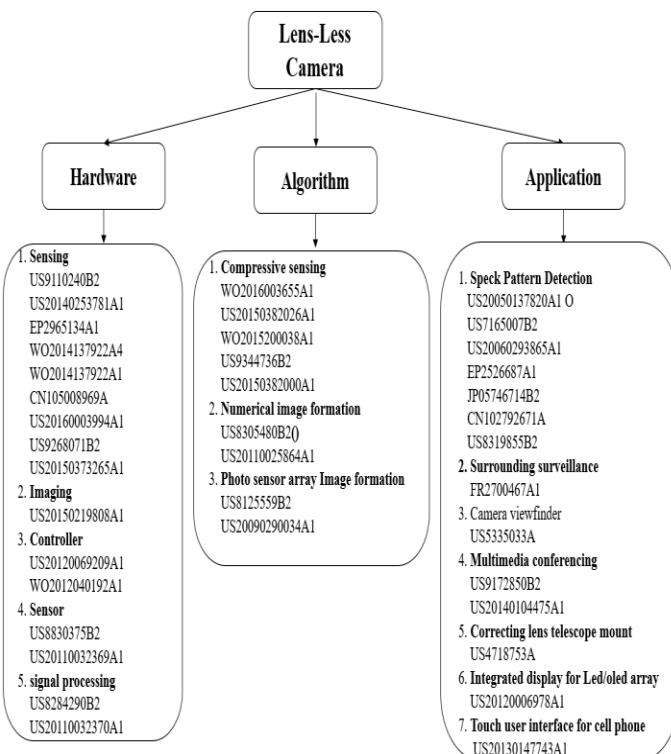 Lens-Less
Camera
Hardware
1. Sensing
US9110240B2
US20140253781A1
EP2965134A1
WO2014137922A4
WO2014137922A1
CN105008969A
US20160003994A1
US9268071B2
US20150373265A1
2. Imaging
US20150219808A1
3. Controller
US20120069209A1
WO2012040192A1
4. Sensor
US8830375B2
US20110032369A1
5. signal processing
US8284290B2
US20110032370A1
Algorithm
1. Compressive sensing
WO2016003655A1
US20150382026A1
WO2015200038A1
US9344736B2
US20150382000A1
2. Numerical image formation
US8305480B2()
US20110025864A1
3. Photo sensor array Image formation
US8125559B2
US20090290034A1
Application
1. Speck Pattern Detection
US20050137820A1 O
US7165007B2
US20060293865A1
EP2526687A1
JP05746714B2
CN102792671A
US8319855B2
2. Surrounding surveillance
FR2700467A1
3. Camera viewfinder
US5335033A
4. Multimedia conferencing
US9172850B2
US20140104475A1
5. Correcting lens telescope mount
US4718753A
6. Integrated display for Led/oled array
US20120006978A1
7. Touch user interface for cell phone
US20130147743A1